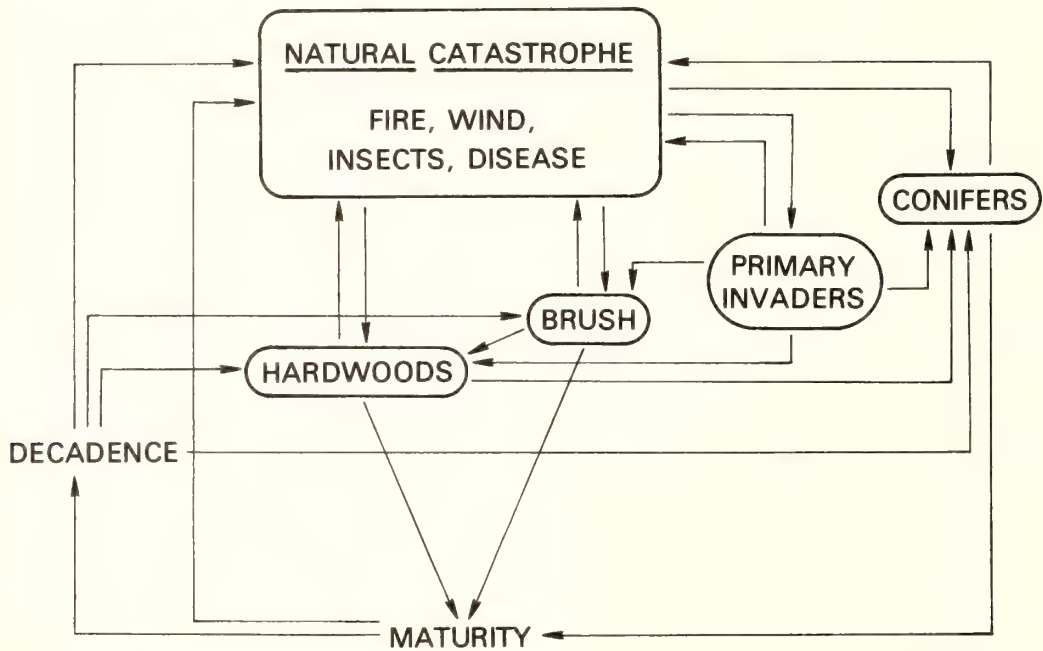 NATURAL CATASTROPHE
FIRE, WIND,
INSECTS, DISEASE
CONIFERS
PRIMARY
INVADERS
BRUSH
HARDWOODS
DECADENCE
MATURITY